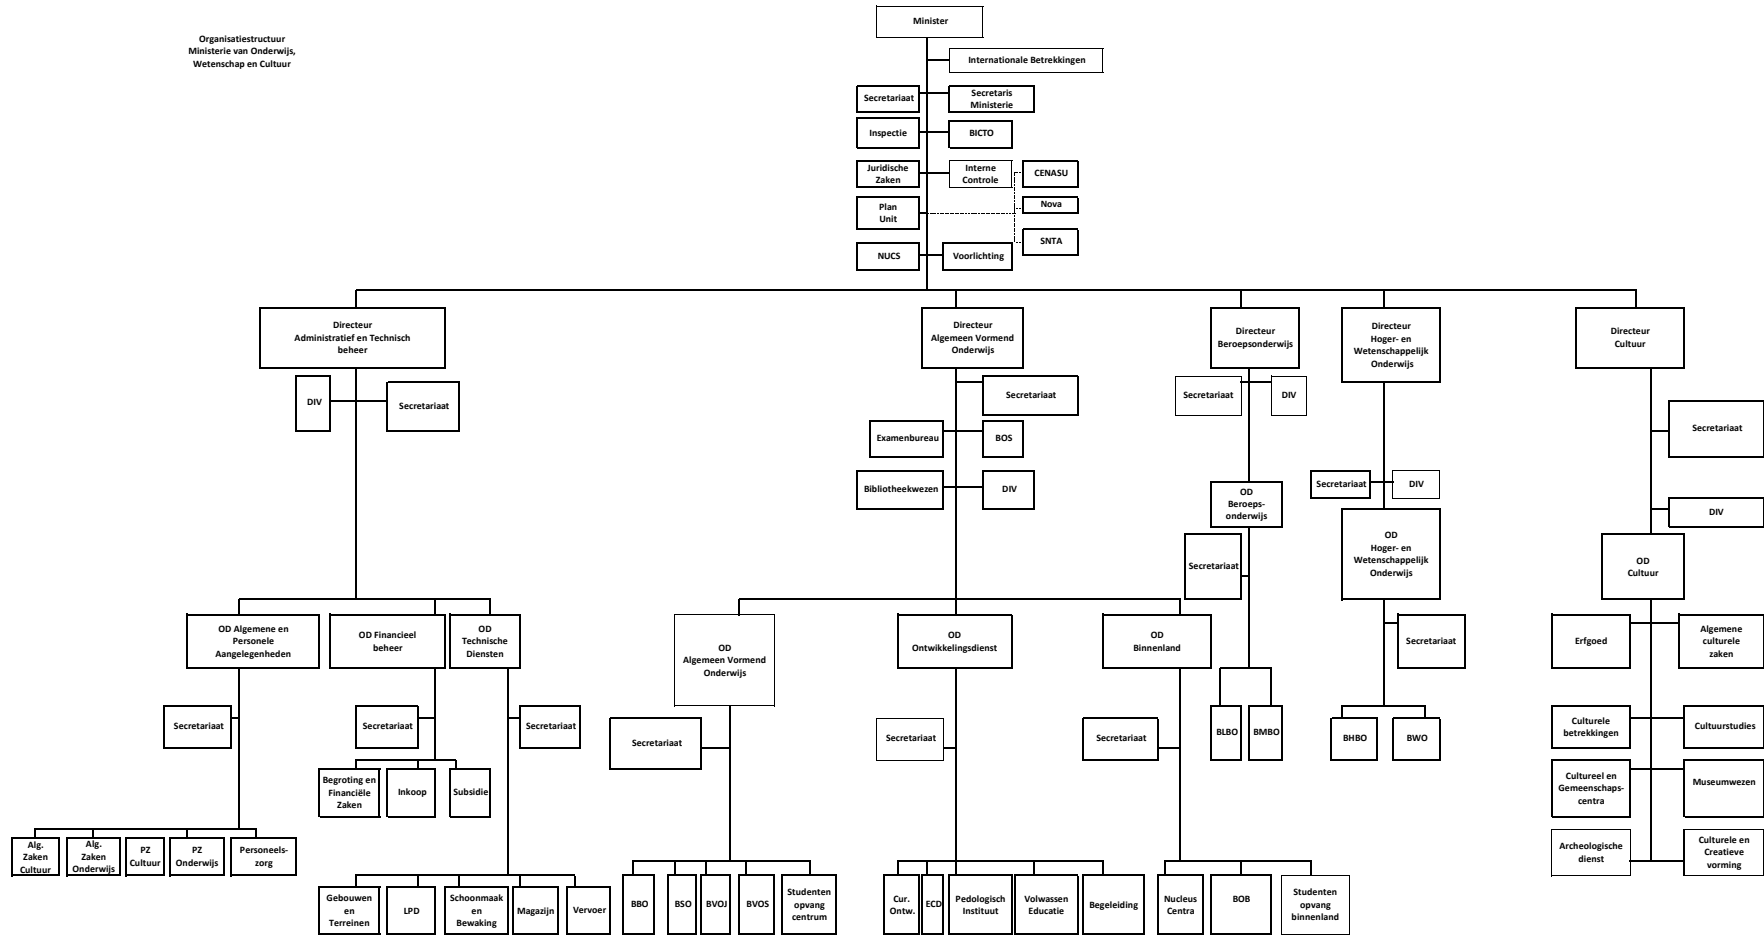 Minister
Organisatiestructuur
Ministerie van Onderwijs,
Wetenschap en Cultuur
Internationale Betrekkingen
Secretariaat
Secretaris
Ministerie
Inspectie
BICTO
Juridische
Zaken
Interne
Controle
CENASU
Plan
Unit
Nova
SNTA
NUCS
Voorlichting
Directeur
Administratief en Technisch
beheer
Directeur
Algemeen Vormend
Onderwijs
Directeur
Beroepsonderwijs
Directeur
Hoger- en
Wetenschappelijk
Onderwijs
Directeur
Cultuur
DIV
Secretariaat
Secretariaat
Secretariaat
DIV
Secretariaat
Examenbureau
BOS
Bibliotheekwezen
DIV
OD
Beroeps-
onderwijs
Secretariaat
DIV
DIV
Secretariaat
OD
Hoger- en
Wetenschappelijk
Onderwijs
OD
Cultuur
OD Algemene en
Personele
Aangelegenheden
OD Financieel
beheer
OD
Technische
Diensten
OD
Algemeen Vormend
Onderwijs
OD
Ontwikkelingsdienst
OD
Binnenland
Secretariaat
Erfgoed
Algemene
culturele
zaken
Secretariaat
Secretariaat
Secretariaat
Secretariaat
Secretariaat
Secretariaat
BLBO
BMBO
BHBO
BWO
Culturele
betrekkingen
Cultuurstudies
Begroting en
Financiële
Zaken
Inkoop
Subsidie
Cultureel en
Gemeenschaps-
centra
Museumwezen
Alg.
Zaken
Cultuur
Alg.
Zaken
Onderwijs
PZ
Cultuur
PZ
Onderwijs
Personeels-
zorg
Archeologische
dienst
Culturele en
Creatieve
vorming
Gebouwen
en
Terreinen
LPD
Schoonmaak
en
Bewaking
Magazijn
Vervoer
BBO
BSO
BVOJ
BVOS
Studenten
opvang
centrum
Cur.
Ontw.
ECD
Pedologisch
Instituut
Volwassen
Educatie
Begeleiding
Nucleus
Centra
BOB
Studenten
opvang
binnenland